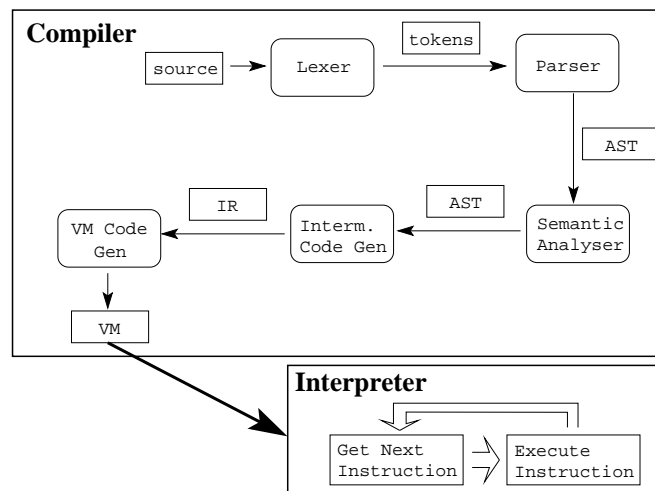 Compiler
source
Lexer
tokens
Parser
AST
Semantic
Analyser
AST
Interm.
Code Gen
IR
VM Code
Gen
VM
Interpreter
Get Next
Instruction
Execute
Instruction